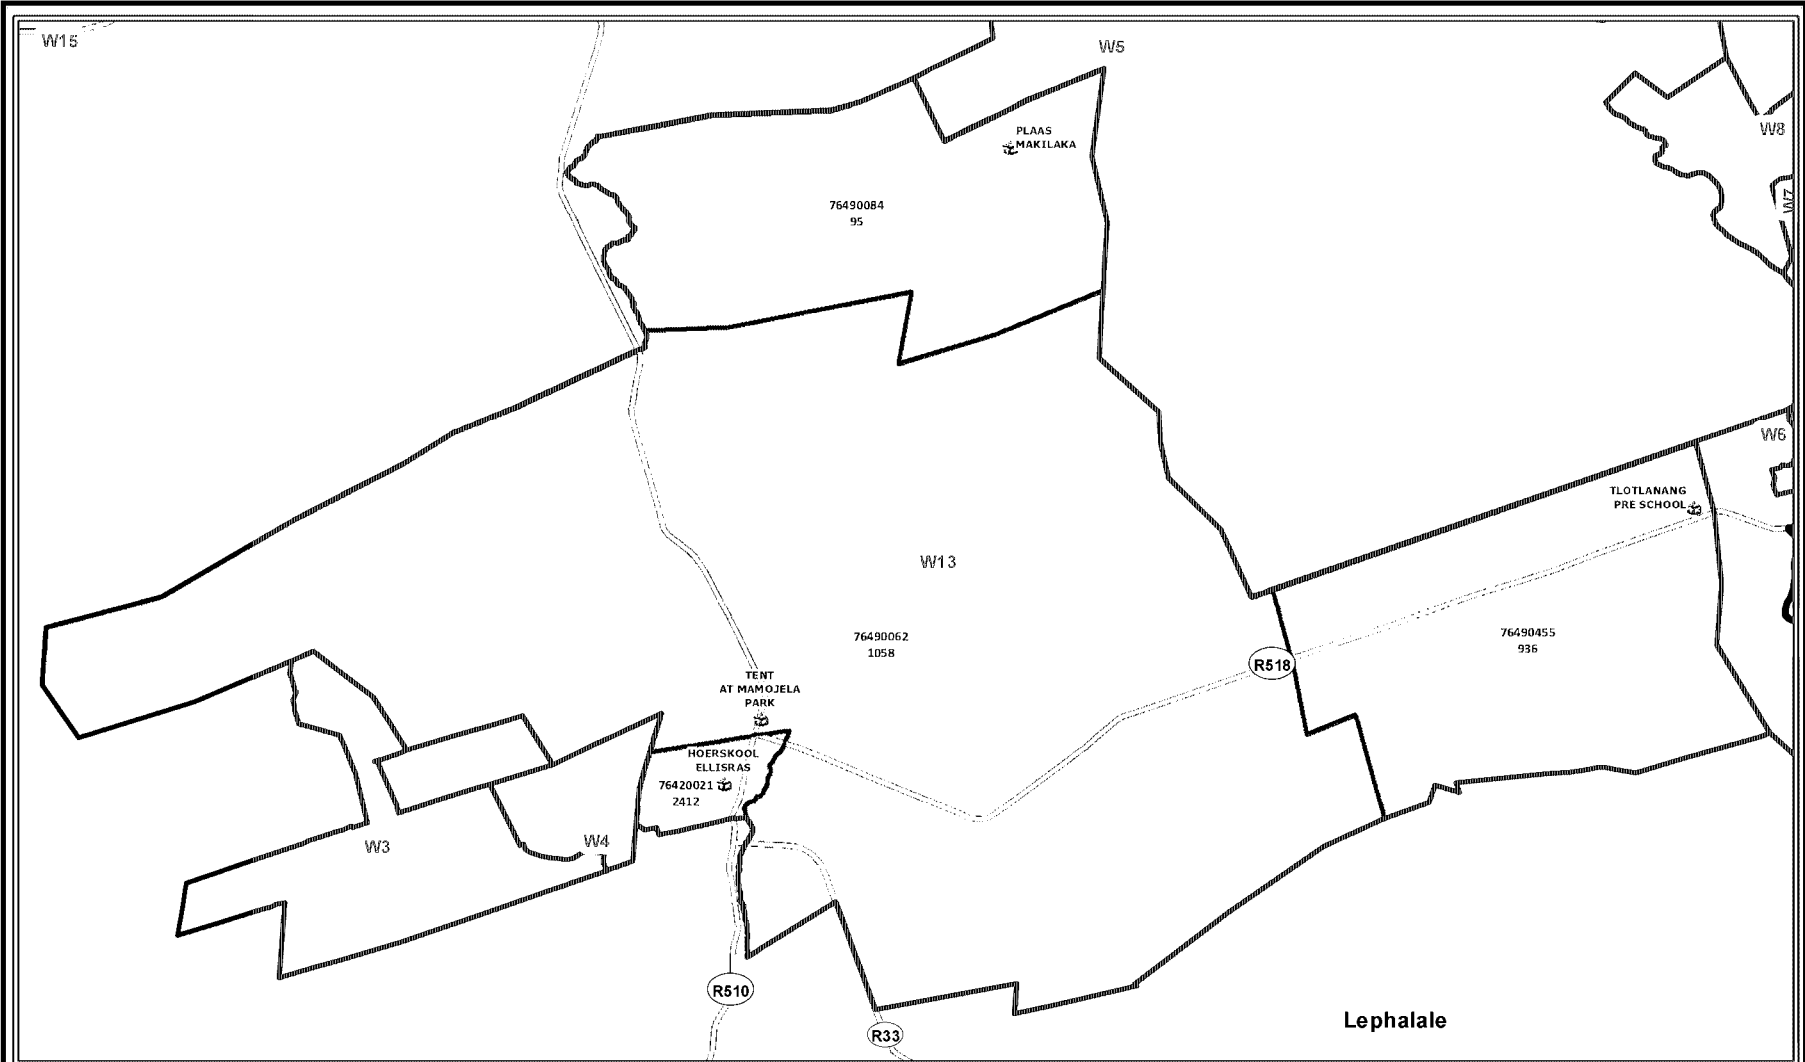 W15
W5
PLAAS
MAKILAKA
W8
W7
76490084
95
W6
TLOTLANANG
PRE SCHOOL
W13
76490062
1058
76490455
936
R518
TENT
AT MAMOJELA
PARK
HOERSKOOL
ELLISRAS
76420021
2412
W3
W4
R510
R33
Lephalale